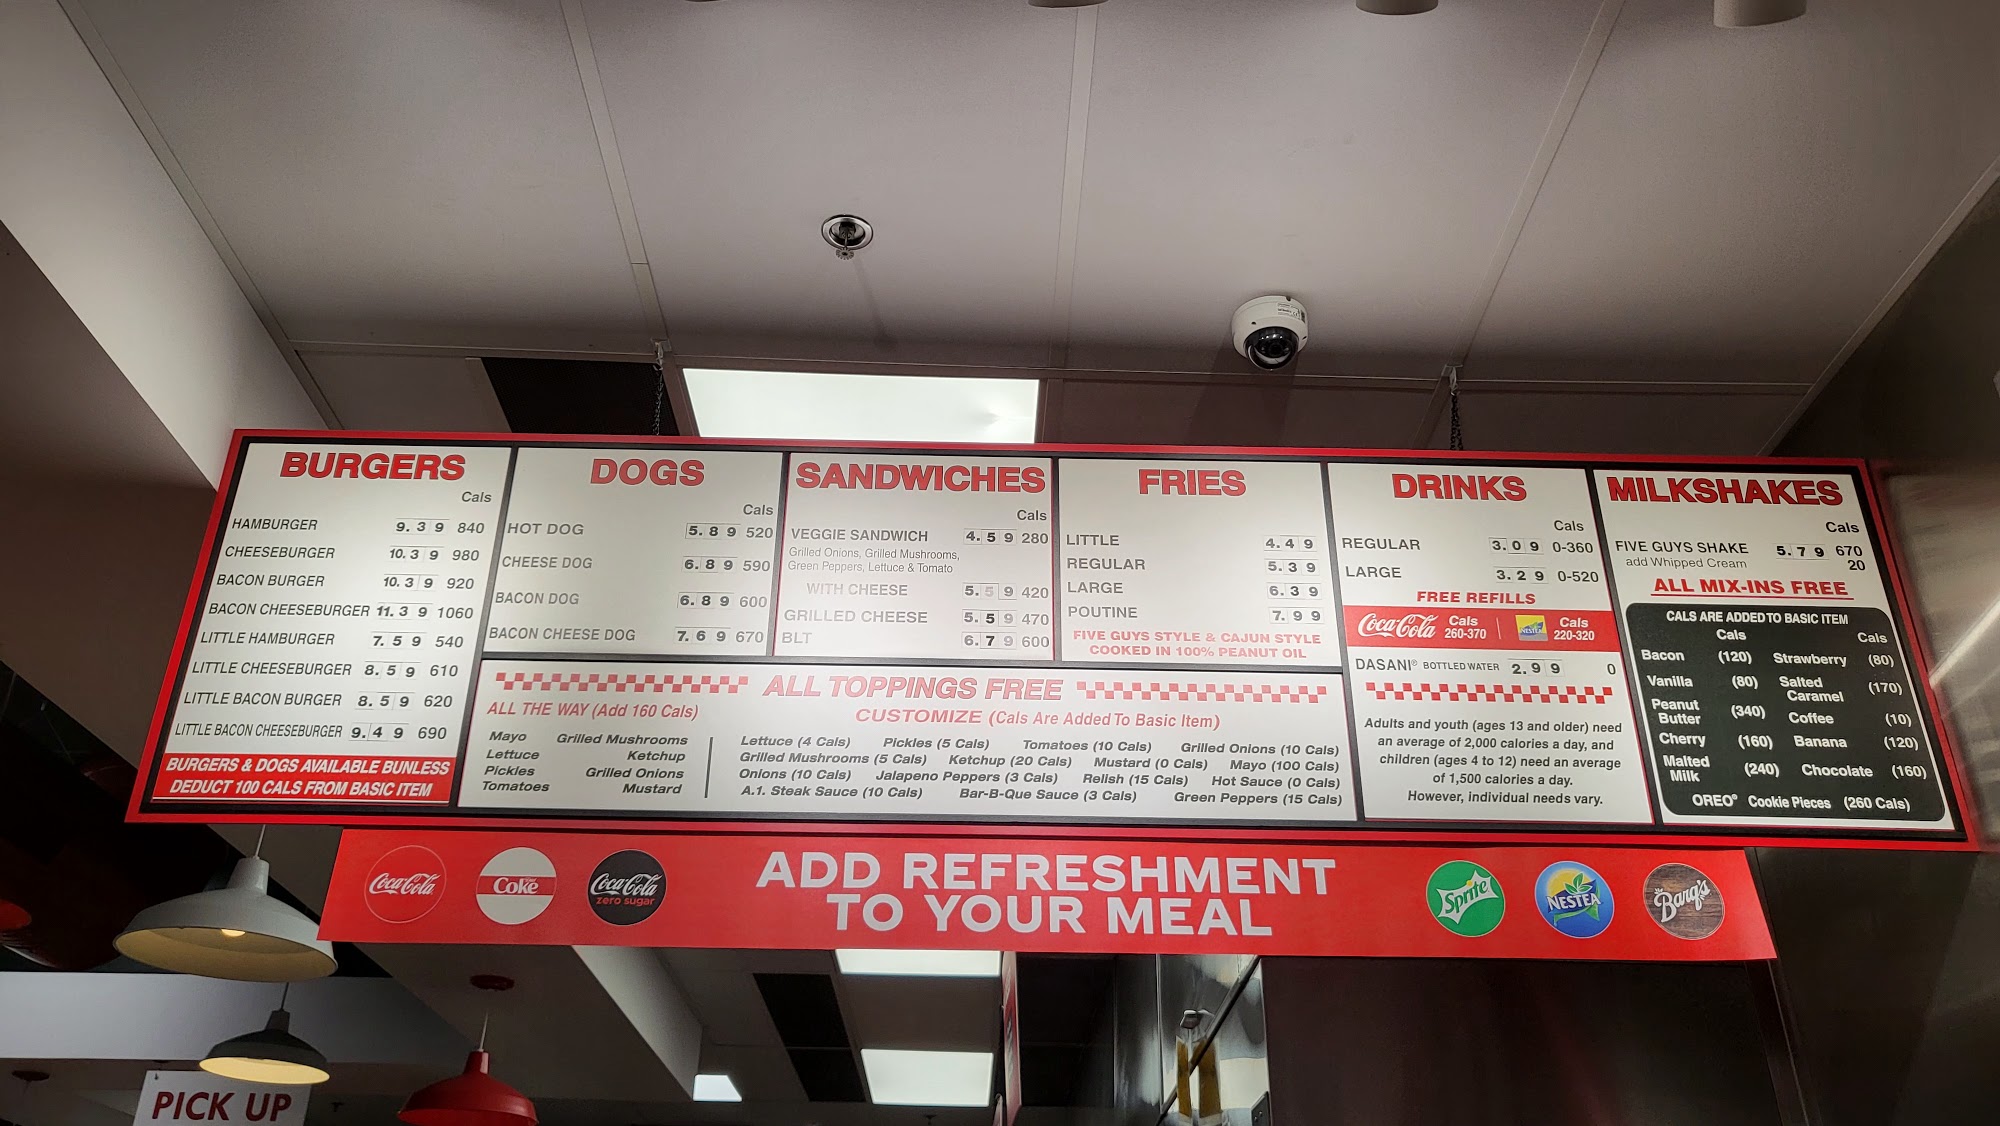 BURGERS
Cals
HAMBURGER 9.39 840
CHEESEBURGER 10.39 980
BACON BURGER 10.39 920
BACON CHEESEBURGER 11.39 1060
LITTLE HAMBURGER 7.59 540
LITTLE CHEESEBURGER 8.59 610
LITTLE BACON BURGER 8.59 620
LITTLE BACON CHEESEBURGER 9.49 690
BURGERS & DOGS AVAILABLE BUNLESS
DEDUCT 100 CALS FROM BASIC ITEM
DOGS
Cals
HOT DOG 5.89 520
CHEESE DOG 6.89 590
BACON DOG 6.89 600
BACON CHEESE DOG 7.69 670
SANDWICHES
Cals
VEGGIE SANDWICH 4.59 280
Grilled Onions, Grilled Mushrooms,
Green Peppers, Lettuce & Tomato
WITH CHEESE 5.59 420
GRILLED CHEESE 5.59 470
BLT 6.79 600
FRIES
LITTLE 4.49
REGULAR 5.39
LARGE 6.39
POUTINE 7.99
FIVE GUYS STYLE & CAJUN STYLE
COOKED IN 100% PEANUT OIL
ALL TOPPINGS FREE
ALL THE WAY (Add 160 Cals)
Mayo Grilled Mushrooms
Lettuce Ketchup
Pickles Grilled Onions
Tomatoes Mustard
CUSTOMIZE (Cals Are Added To Basic Item)
Lettuce (4 Cals) Pickles (5 Cals) Tomatoes (10 Cals) Grilled Onions (10 Cals)
Grilled Mushrooms (5 Cals) Ketchup (20 Cals) Mustard (0 Cals) Mayo (100 Cals)
Onions (10 Cals) Jalapeno Peppers (3 Cals) Relish (15 Cals) Hot Sauce (0 Cals)
A.1. Steak Sauce (10 Cals) Bar-B-Que Sauce (3 Cals) Green Peppers (15 Cals)
DRINKS
Cals
REGULAR 3.09 0-360
LARGE 3.29 0-520
FREE REFILLS
Coca-Cola Cals 260-370 NESTEA Cals 220-320
DASANI® BOTTLED WATER 2.99 0
Adults and youth (ages 13 and older) need
an average of 2,000 calories a day, and
children (ages 4 to 12) need an average
of 1,500 calories a day.
However, individual needs vary.
MILKSHAKES
Cals
FIVE GUYS SHAKE 5.79 670
add Whipped Cream 20
ALL MIX-INS FREE
CALS ARE ADDED TO BASIC ITEM
Cals Cals
Bacon (120) Strawberry (80)
Vanilla (80) Salted Caramel (170)
Peanut Butter (340) Coffee (10)
Cherry (160) Banana (120)
Malted Milk (240) Chocolate (160)
OREO® Cookie Pieces (260 Cals)
Coca-Cola
Coke
Coca-Cola
zero sugar
ADD REFRESHMENT
TO YOUR MEAL
Sprite
NESTEA
Barq's
PICK UP